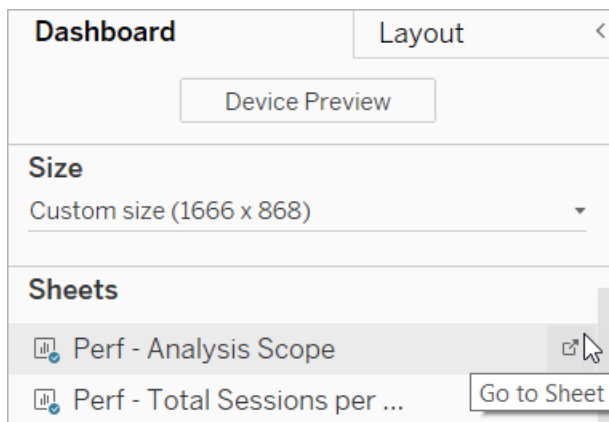 Dashboard Layout
Device Preview
Size
Custom size (1666 x 868)
Sheets
Perf - Analysis Scope
Perf - Total Sessions per ...
Go to Sheet